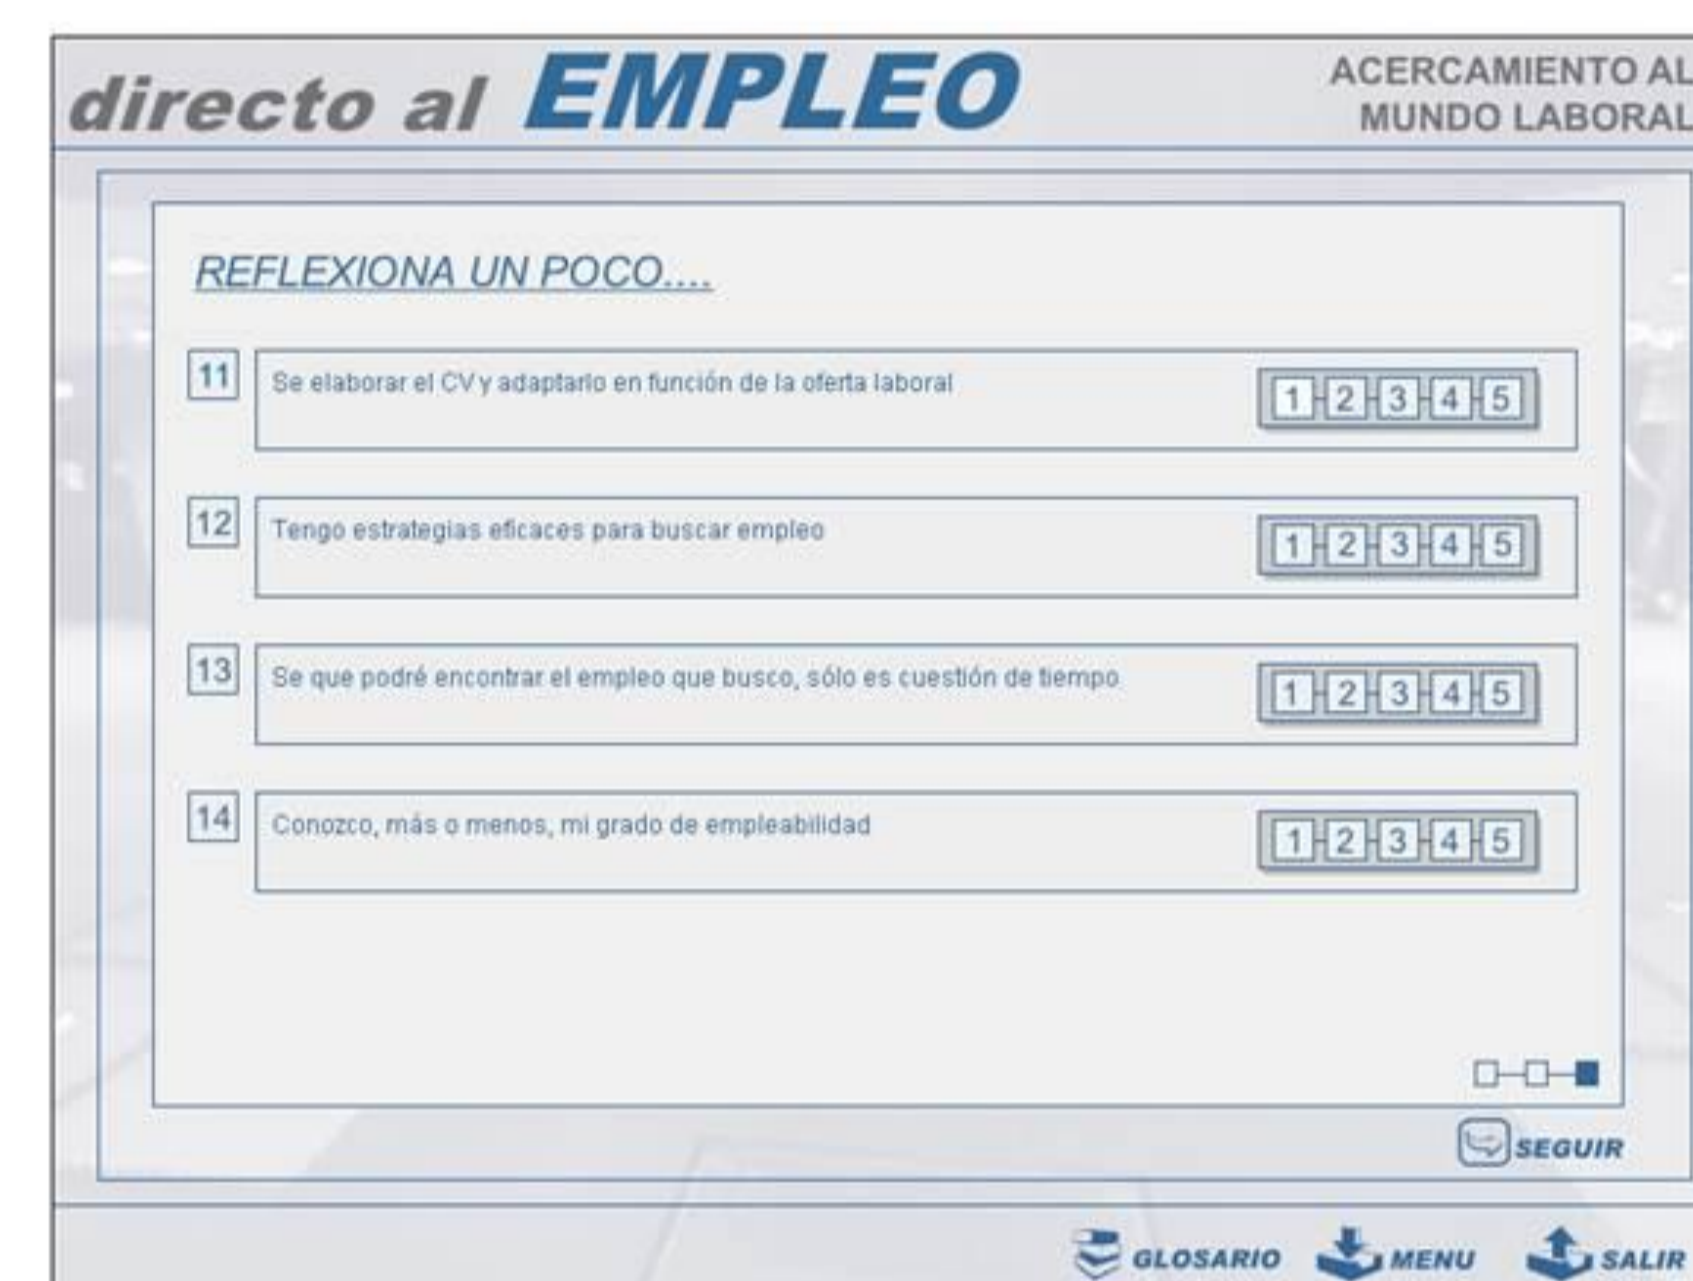 directo al EMPLEO
ACERCAMIENTO AL
MUNDO LABORAL
REFLEXIONA UN POCO....
11 Se elaborar el CV y adaptarlo en función de la oferta laboral 1 2 3 4 5
12 Tengo estrategias eficaces para buscar empleo 1 2 3 4 5
13 Se que podré encontrar el empleo que busco, sólo es cuestión de tiempo 1 2 3 4 5
14 Conozco, más o menos, mi grado de empleabilidad 1 2 3 4 5
SEGUIR
GLOSARIO MENU SALIR